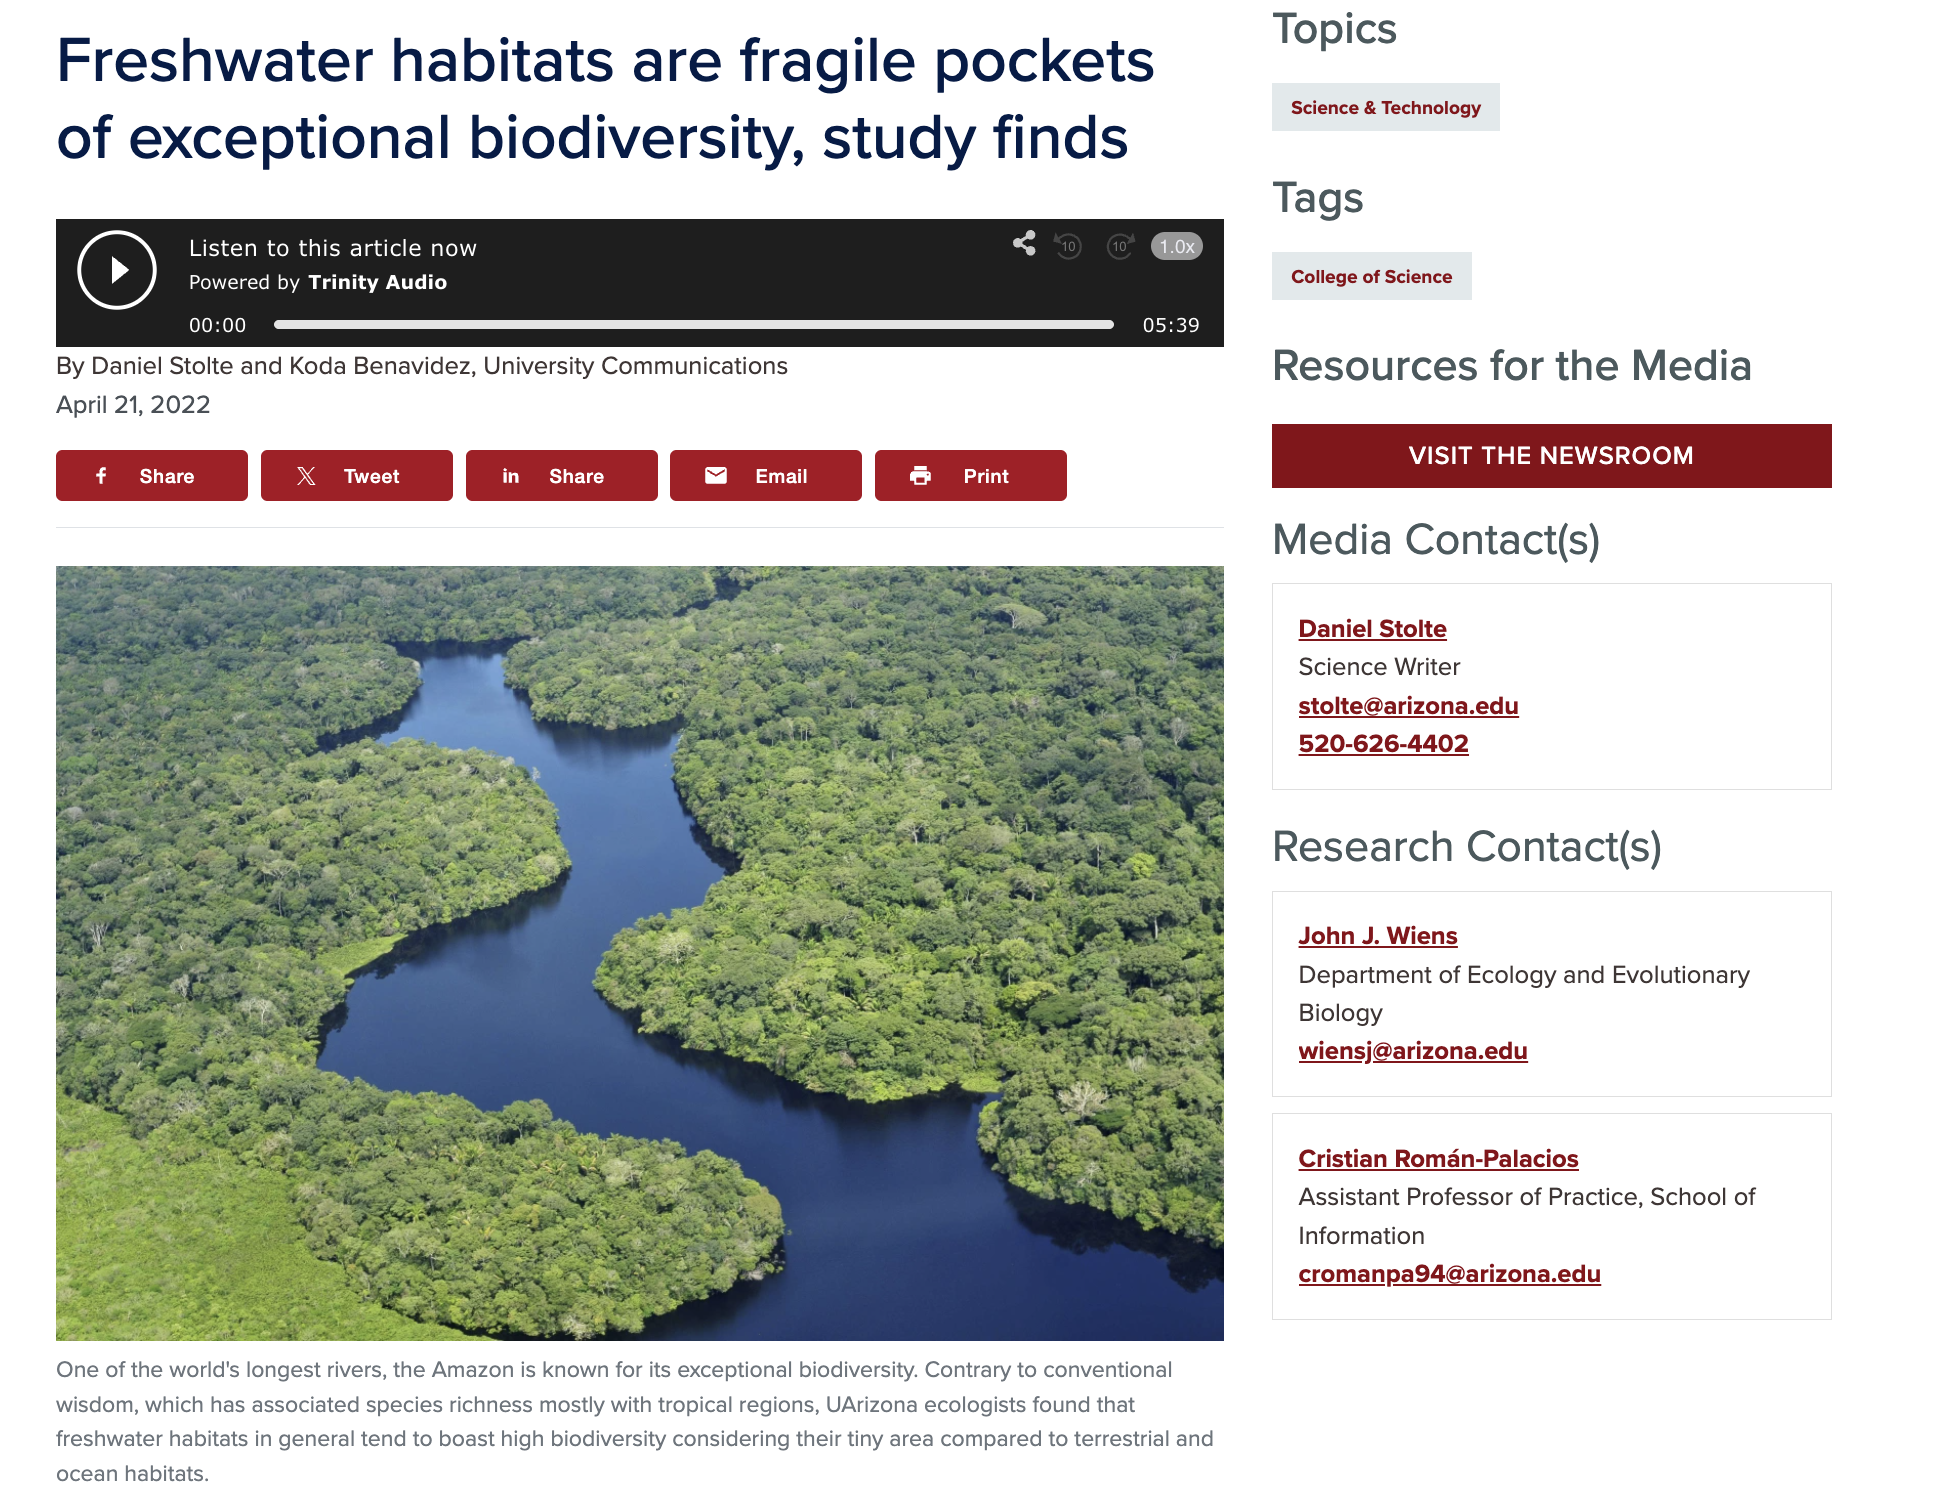 Freshwater habitats are fragile pockets
of exceptional biodiversity, study finds
Listen to this article now
Powered by Trinity Audio
10
10
1.0x
00:00
05:39
By Daniel Stolte and Koda Benavidez, University Communications
April 21, 2022
f Share
X Tweet
in Share
Email
Print
One of the world's longest rivers, the Amazon is known for its exceptional biodiversity. Contrary to conventional
wisdom, which has associated species richness mostly with tropical regions, UArizona ecologists found that
freshwater habitats in general tend to boast high biodiversity considering their tiny area compared to terrestrial and
ocean habitats.
Topics
Science & Technology
Tags
College of Science
Resources for the Media
VISIT THE NEWSROOM
Media Contact(s)
Daniel Stolte
Science Writer
stolte@arizona.edu
520-626-4402
Research Contact(s)
John J. Wiens
Department of Ecology and Evolutionary
Biology
wiensj@arizona.edu
Cristian Román-Palacios
Assistant Professor of Practice, School of
Information
cromanpa94@arizona.edu